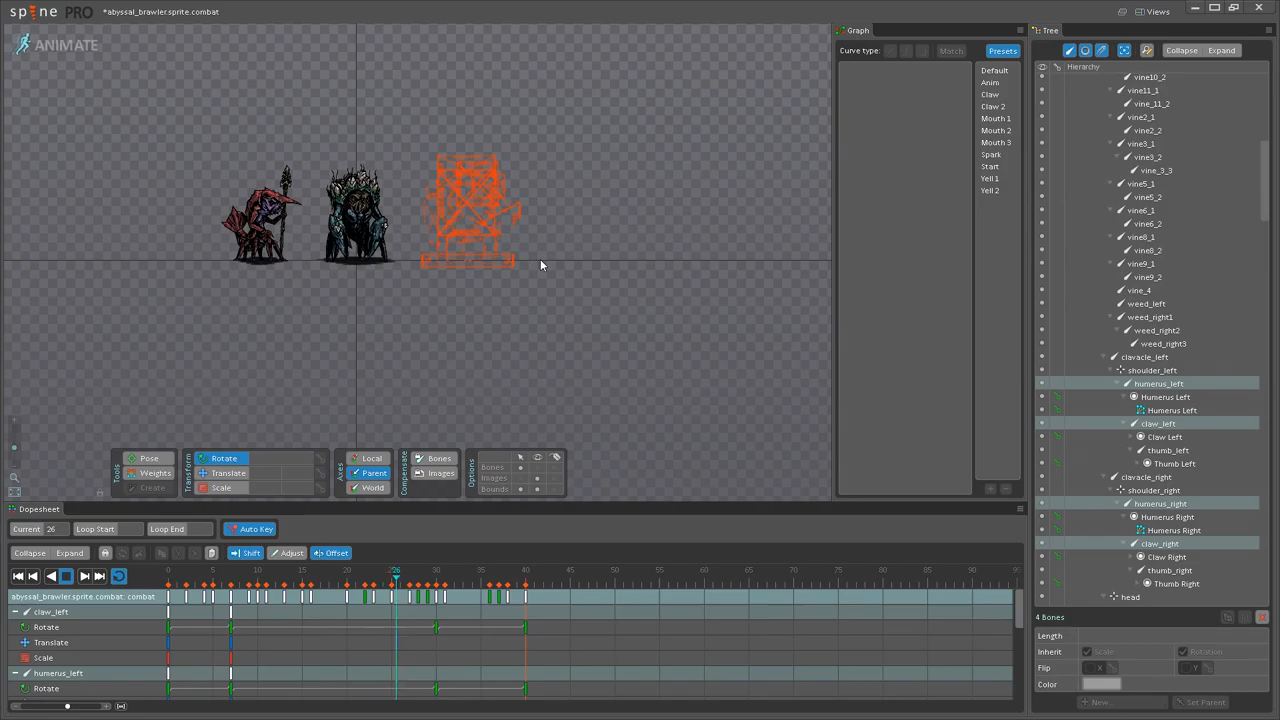 spine PRO *abyssal_brawler.sprite.combat Views
ANIMATE
Graph
Curve type: Match Presets
Default
Anim
Claw
Claw 2
Mouth 1
Mouth 2
Mouth 3
Spark
Start
Yell 1
Yell 2
Tree
Collapse Expand
Hierarchy
vine10_2
vine11_1
vine_11_2
vine2_1
vine2_2
vine3_1
vine3_2
vine_3_3
vine5_1
vine5_2
vine6_1
vine6_2
vine8_1
vine8_2
vine9_1
vine9_2
vine_4
weed_left
weed_right1
weed_right2
weed_right3
clavacle_left
shoulder_left
humerus_left
Humerus Left
Humerus Left
claw_left
Claw Left
thumb_left
Thumb Left
clavacle_right
shoulder_right
humerus_right
Humerus Right
Humerus Right
claw_right
Claw Right
thumb_right
Thumb Right
head
4 Bones
Length
Inherit Scale Rotation
Flip X Y
Color
New... Set Parent
Tools
Pose
Weights
Create
Transform
Rotate
Translate
Scale
Axes
Local
Parent
World
Compensate
Bones
Images
Options
Bones
Images
Bounds
Dopesheet
Current 26 Loop Start Loop End Auto Key
Collapse Expand Shift Adjust Offset
0 5 10 15 20 26 30 35 40 45 50 55 60 65 70 75 80 85 90 95
abyssal_brawler.sprite.combat: combat
claw_left
Rotate
Translate
Scale
humerus_left
Rotate